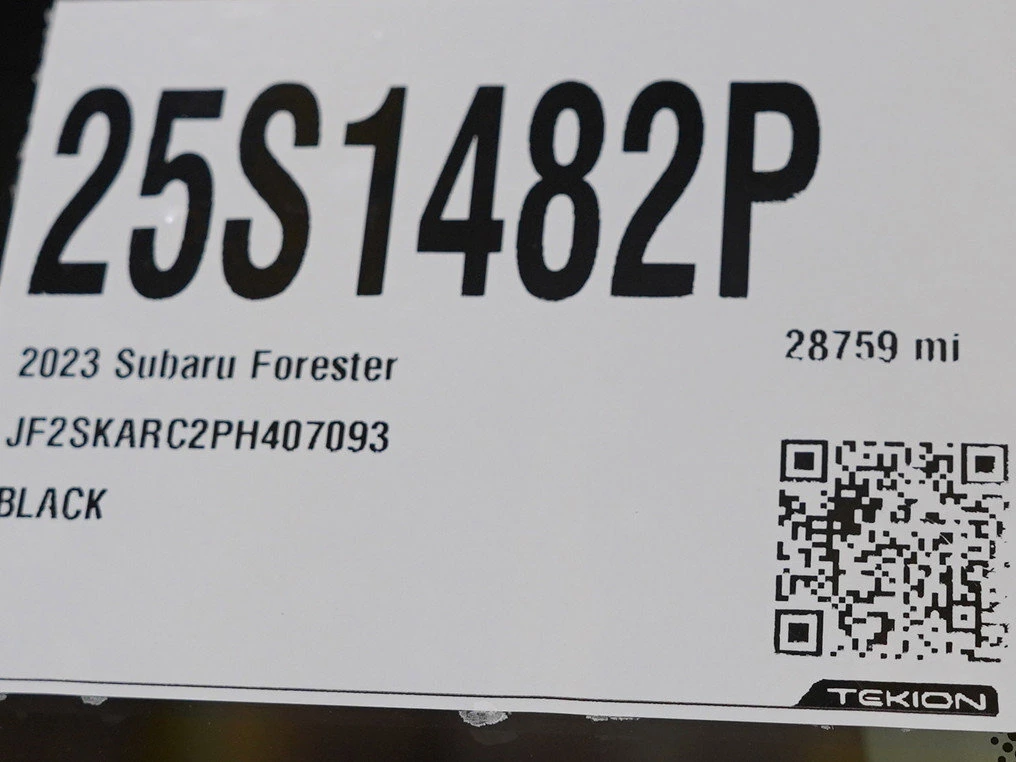 25S1482P
2023 Subaru Forester
28759 mi
JF2SKARC2PH407093
BLACK
TEKION